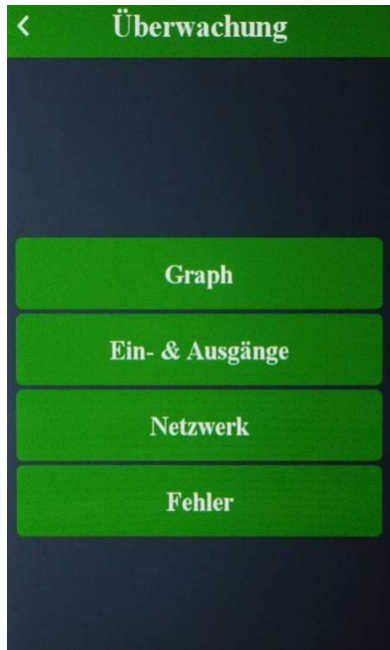 Überwachung
Graph
Ein- & Ausgänge
Netzwerk
Fehler